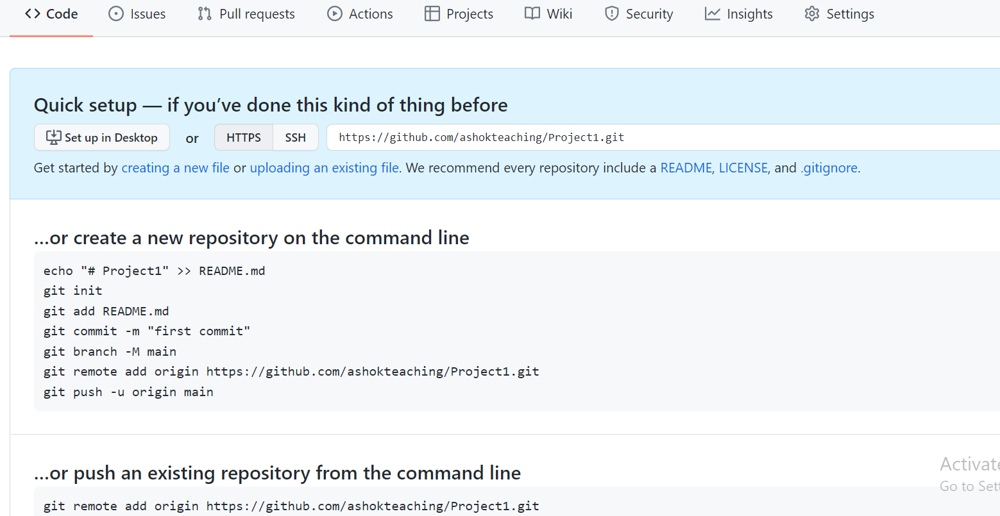 Code Issues Pull requests Actions Projects Wiki Security Insights Settings
Quick setup — if you’ve done this kind of thing before
Set up in Desktop or HTTPS SSH https://github.com/ashokteaching/Project1.git
Get started by creating a new file or uploading an existing file. We recommend every repository include a README, LICENSE, and .gitignore.
...or create a new repository on the command line
echo "# Project1" >> README.md
git init
git add README.md
git commit -m "first commit"
git branch -M main
git remote add origin https://github.com/ashokteaching/Project1.git
git push -u origin main
...or push an existing repository from the command line
Activate
Go to Sett
git remote add origin https://github.com/ashokteaching/Project1.git